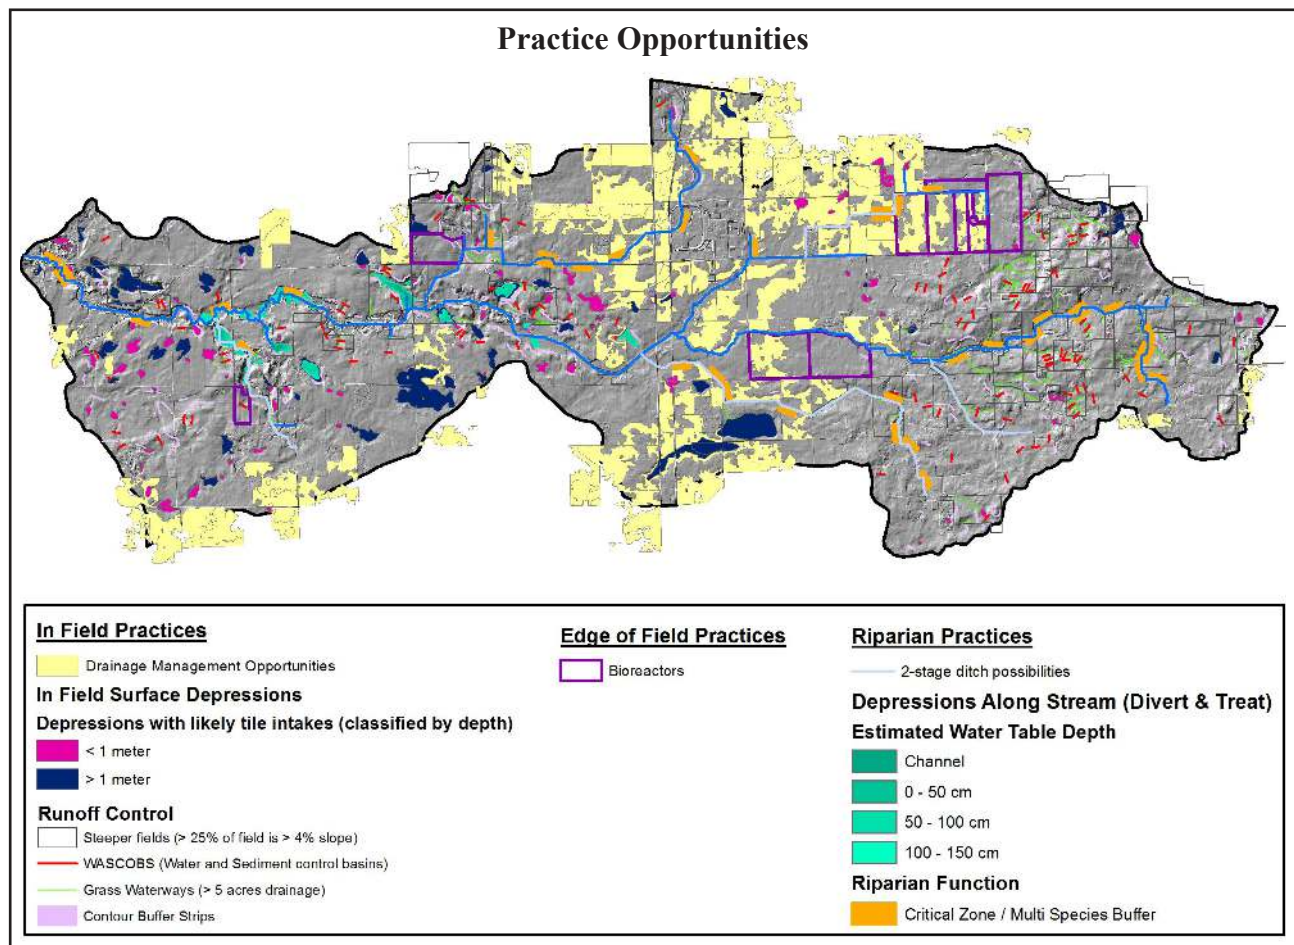 Practice Opportunities
In Field Practices
Drainage Management Opportunities
In Field Surface Depressions
Depressions with likely tile intakes (classified by depth)
< 1 meter
> 1 meter
Runoff Control
Steeper fields (> 25% of field is > 4% slope)
WASCOBS (Water and Sediment control basins)
Grass Waterways (> 5 acres drainage)
Contour Buffer Strips
Edge of Field Practices
Bioreactors
Riparian Practices
2-stage ditch possibilities
Depressions Along Stream (Divert & Treat)
Estimated Water Table Depth
Channel
0 - 50 cm
50 - 100 cm
100 - 150 cm
Riparian Function
Critical Zone / Multi Species Buffer